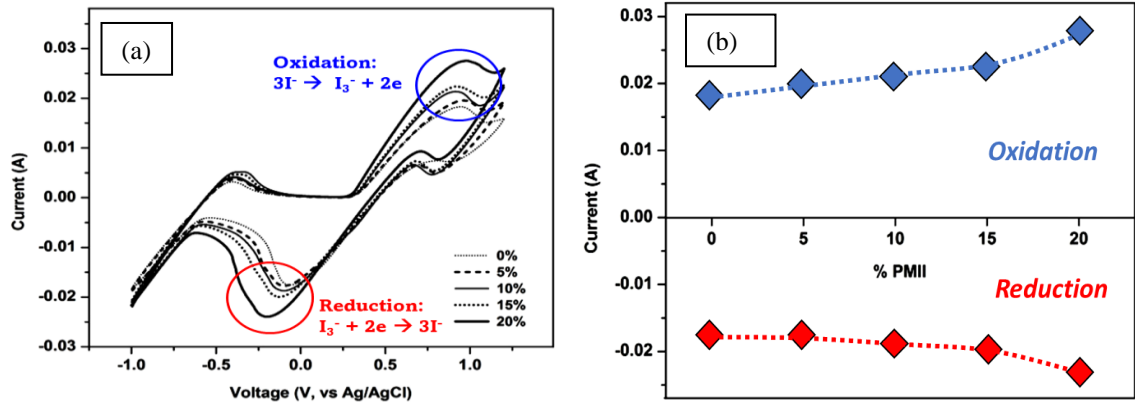 (a)
Oxidation:
3I⁻ → I₃⁻ + 2e
Reduction:
I₃⁻ + 2e → 3I⁻
0%
5%
10%
15%
20%
0.03
0.02
0.01
0.00
-0.01
-0.02
-0.03
Current (A)
-1.0
-0.5
0.0
0.5
1.0
Voltage (V, vs Ag/AgCl)
(b)
0.03
0.02
0.01
0.00
-0.01
-0.02
Current (A)
0
5
10
15
20
% PMII
Oxidation
Reduction